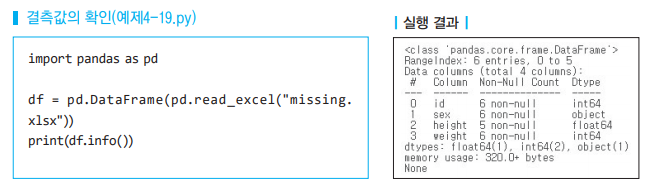 결측값의 확인(예제4-19.py)
import pandas as pd
df = pd.DataFrame(pd.read_excel("missing.
xlsx"))
print(df.info())
| 실행 결과 |
<class 'pandas.core.frame.DataFrame'>
RangeIndex: 6 entries, 0 to 5
Data columns (total 4 columns):
 #   Column  Non-Null Count  Dtype
---  ------  --------------  -----
 0   id      6 non-null      int64
 1   sex     6 non-null      object
 2   height  5 non-null      float64
 3   weight  6 non-null      int64
dtypes: float64(1), int64(2), object(1)
memory usage: 320.0+ bytes
None